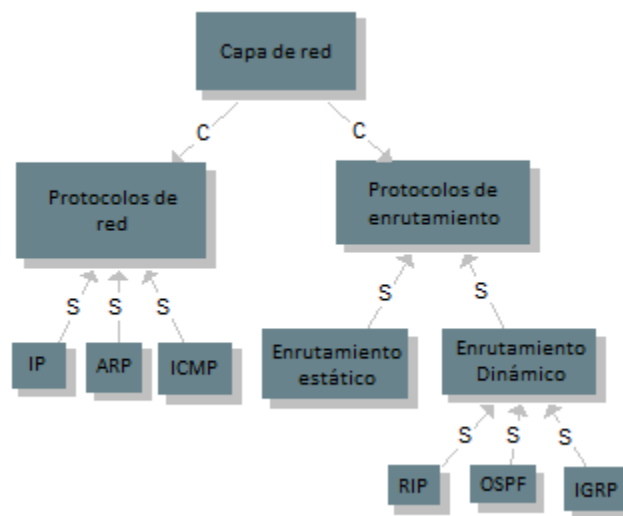 Capa de red
C
C
Protocolos de
red
Protocolos de
enrutamiento
S
S
S
S
S
IP
ARP
ICMP
Enrutamiento
estático
Enrutamiento
Dinámico
S
S
S
RIP
OSPF
IGRP